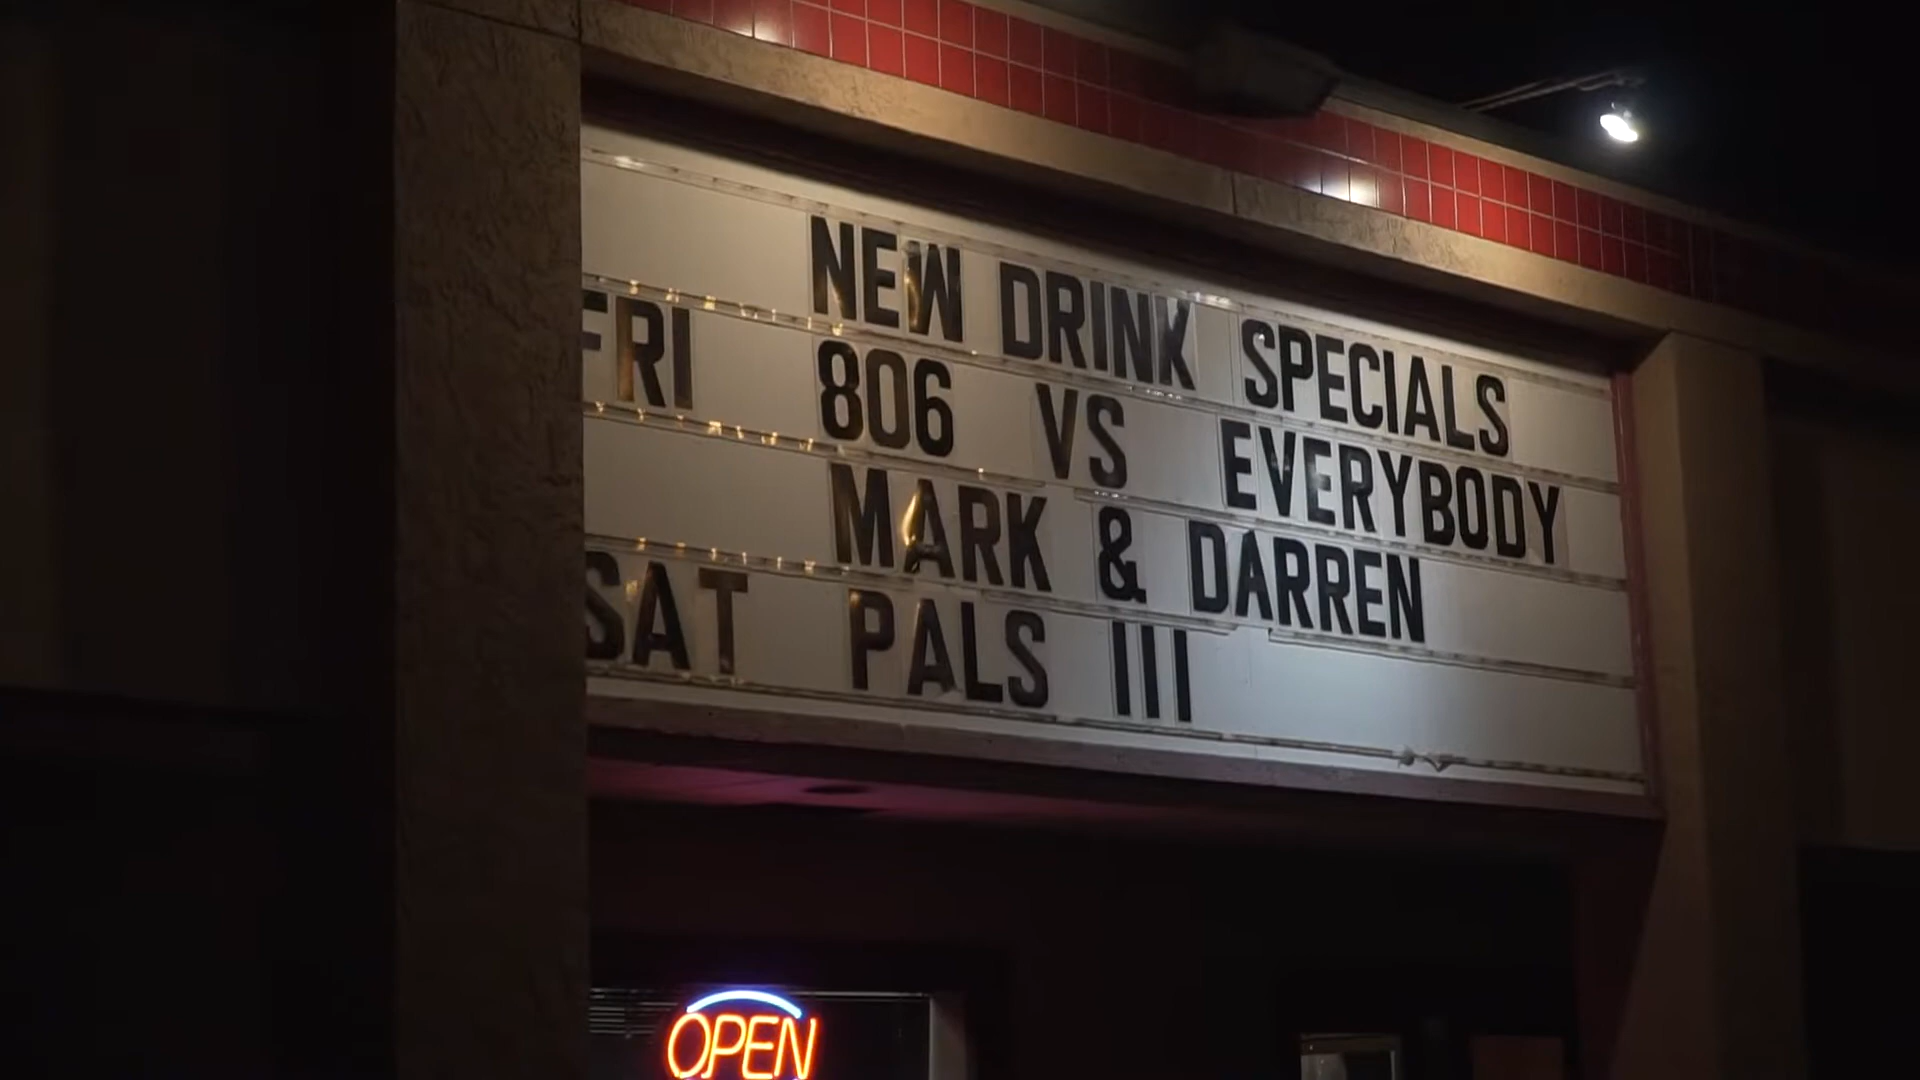 NEW DRINK SPECIALS
FRI 806 VS EVERYBODY
MARK & DARREN
SAT PALS III
OPEN